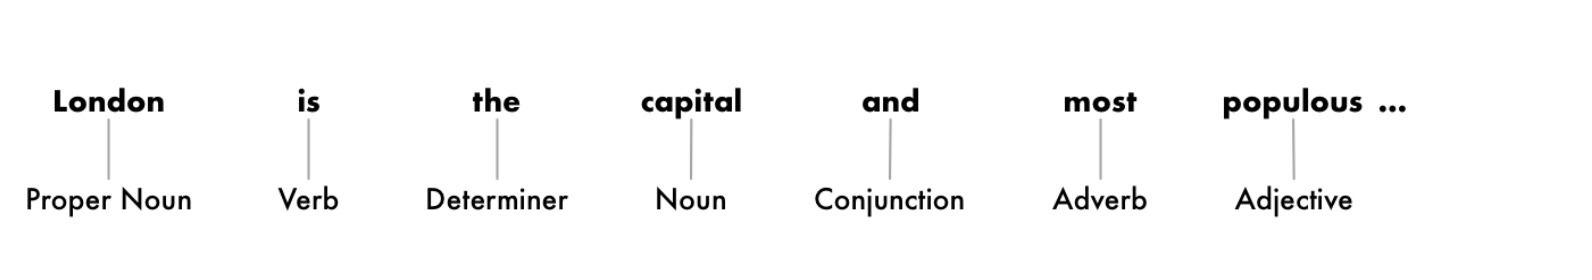 London is the capital and most populous ...
Proper Noun Verb Determiner Noun Conjunction Adverb Adjective